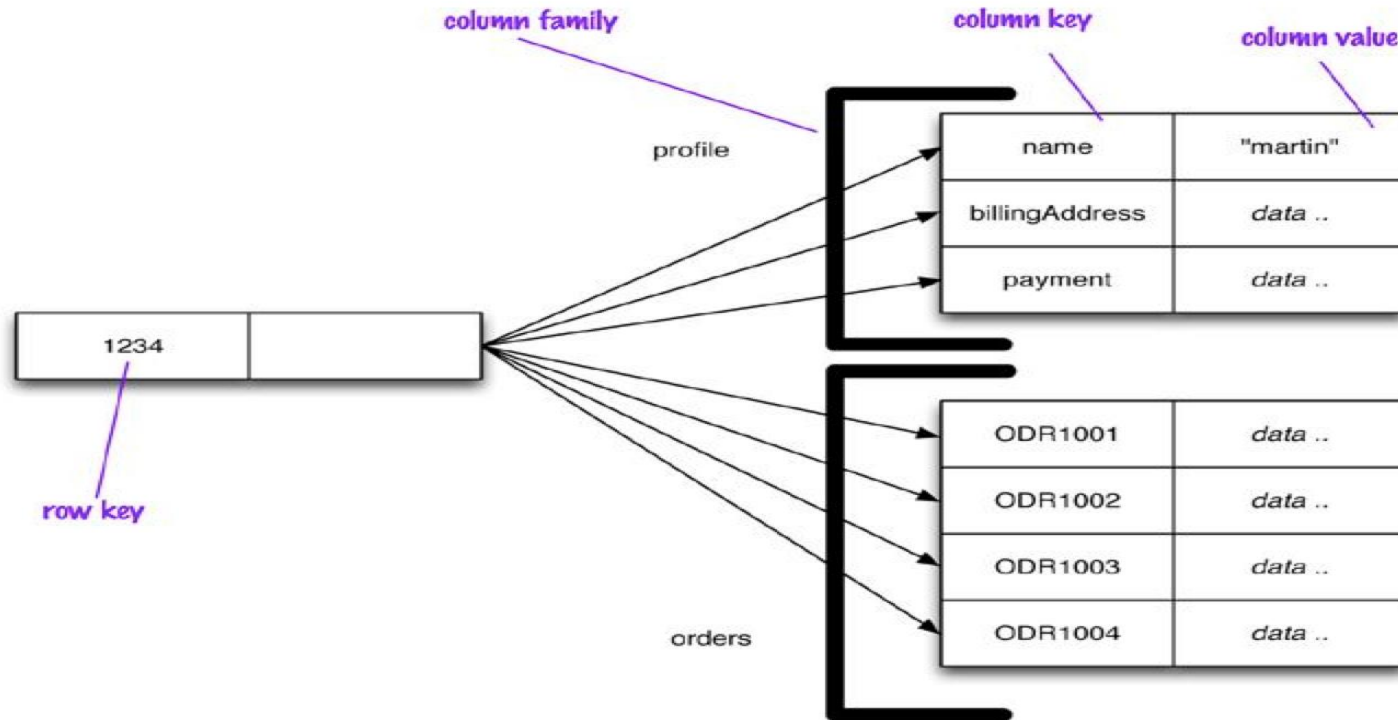 column family
column key
column value
profile
name "martin"
billingAddress data ..
payment data ..
1234
row key
ODR1001 data ..
ODR1002 data ..
ODR1003 data ..
ODR1004 data ..
orders